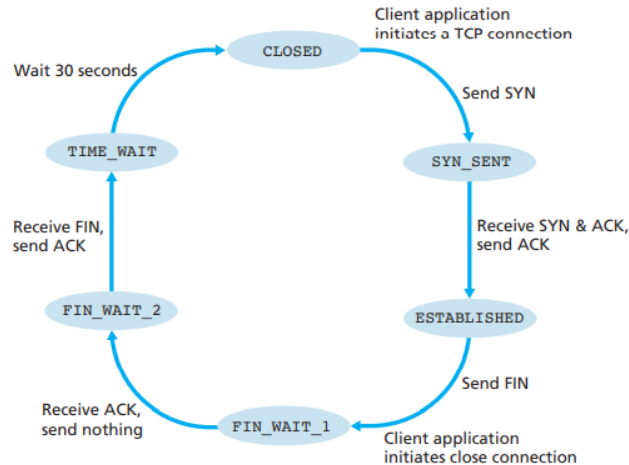 Client application
initiates a TCP connection
CLOSED
Wait 30 seconds
Send SYN
TIME_WAIT
SYN_SENT
Receive FIN,
send ACK
Receive SYN & ACK,
send ACK
FIN_WAIT_2
ESTABLISHED
Send FIN
Receive ACK,
send nothing
FIN_WAIT_1
Client application
initiates close connection